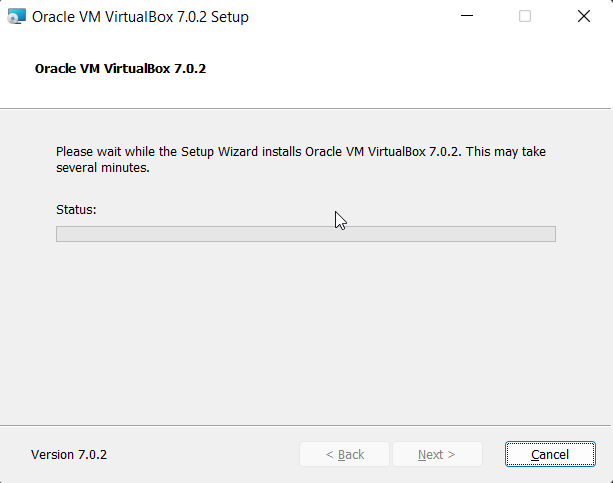 Oracle VM VirtualBox 7.0.2 Setup
Oracle VM VirtualBox 7.0.2
Please wait while the Setup Wizard installs Oracle VM VirtualBox 7.0.2. This may take
several minutes.
Status:
Version 7.0.2
< Back
Next >
Cancel